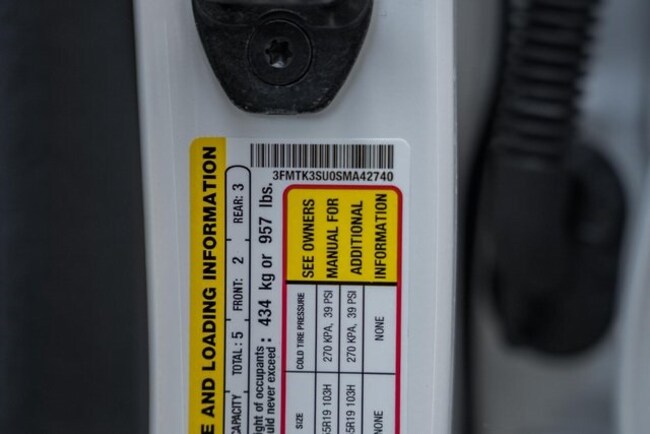 3FMTK3SU0SMA42740
E AND LOADING INFORMATION
CAPACITY TOTAL: 5 FRONT: 2 REAR: 3
ght of occupants
uld never exceed: 434 kg or 957 lbs.
SIZE COLD TIRE PRESSURE SEE OWNERS
5R19 103H 270 KPA, 39 PSI MANUAL FOR
5R19 103H 270 KPA, 39 PSI ADDITIONAL
NONE NONE INFORMATION